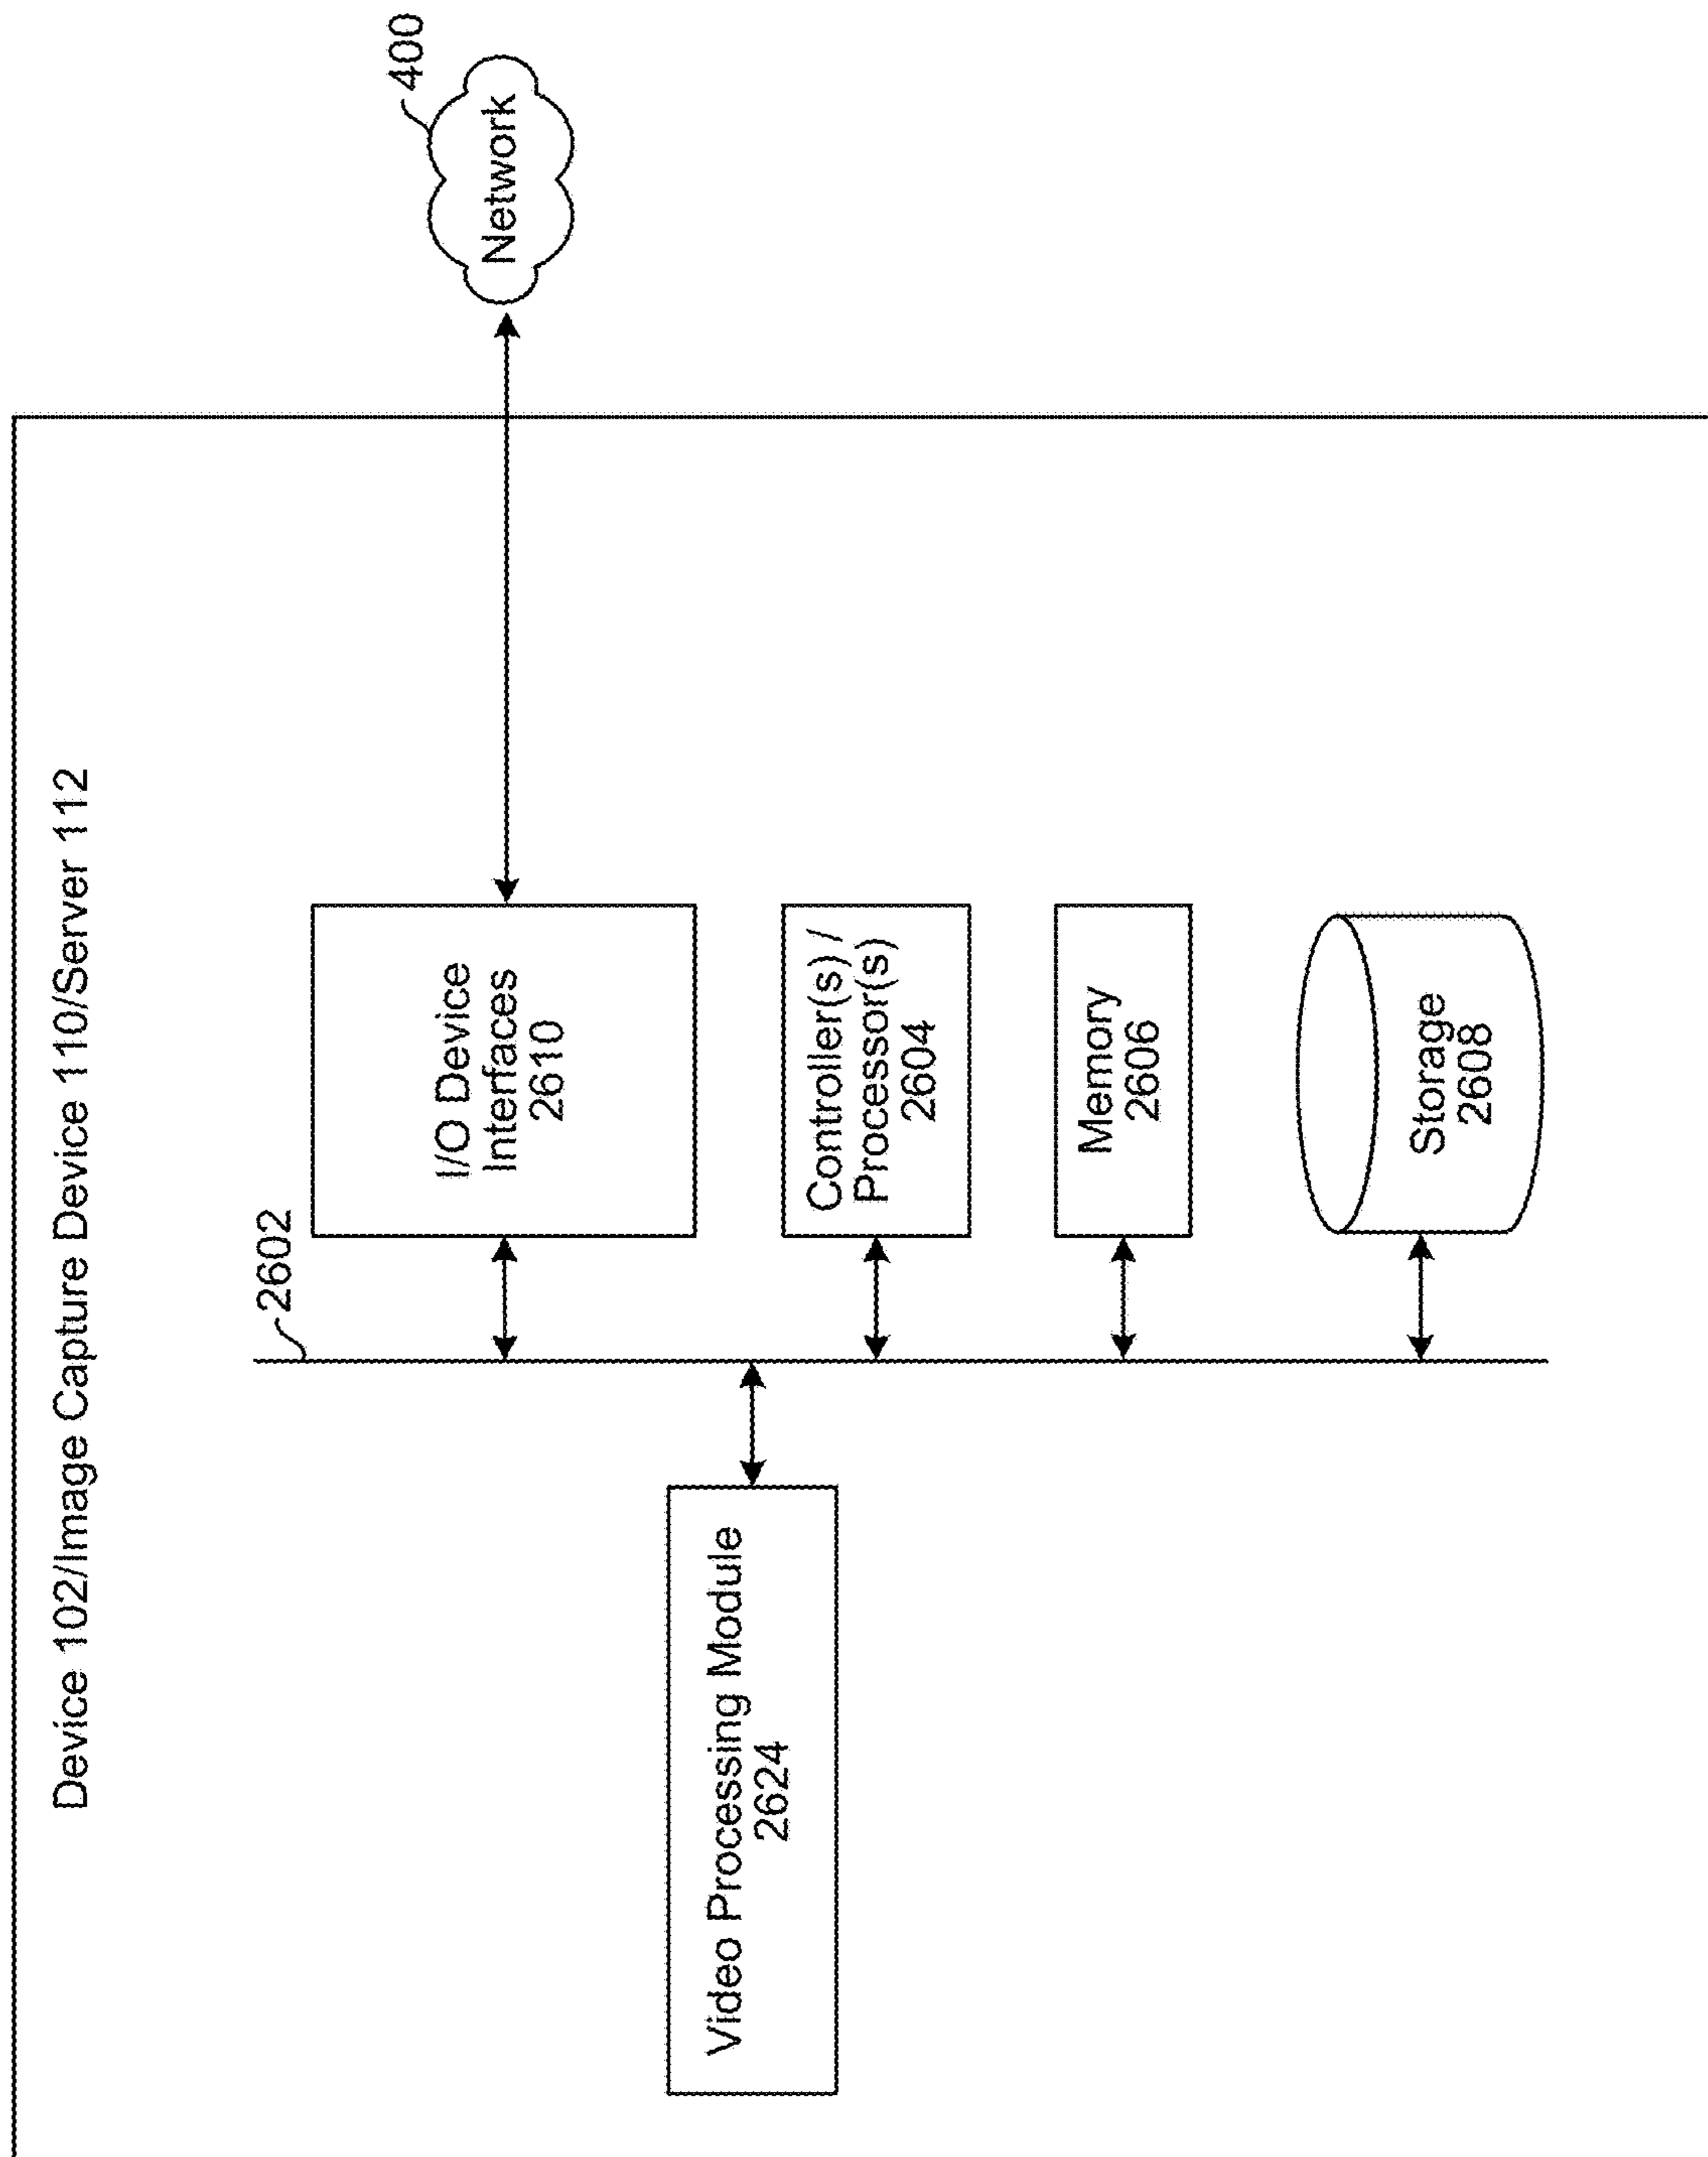 Device 102/Image Capture Device 110/Server 112
2602
400
Network
I/O Device
Interfaces
2610
Video Processing Module
2624
Controller(s) /
Processor(s)
2604
Memory
2606
Storage
2608